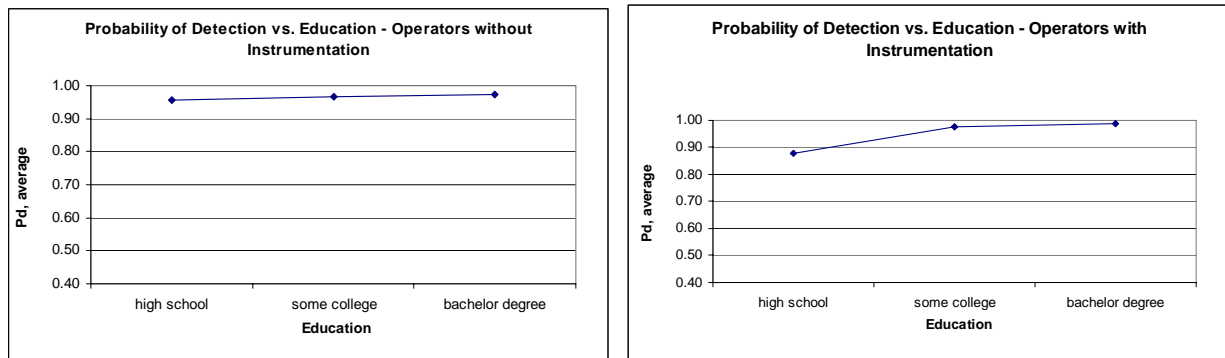 Probability of Detection vs. Education - Operators without
Instrumentation
1.00
0.90
0.80
0.70
0.60
0.50
0.40
Pd, average
high school
some college
bachelor degree
Education
Probability of Detection vs. Education - Operators with
Instrumentation
1.00
0.90
0.80
0.70
0.60
0.50
0.40
Pd, average
high school
some college
bachelor degree
Education